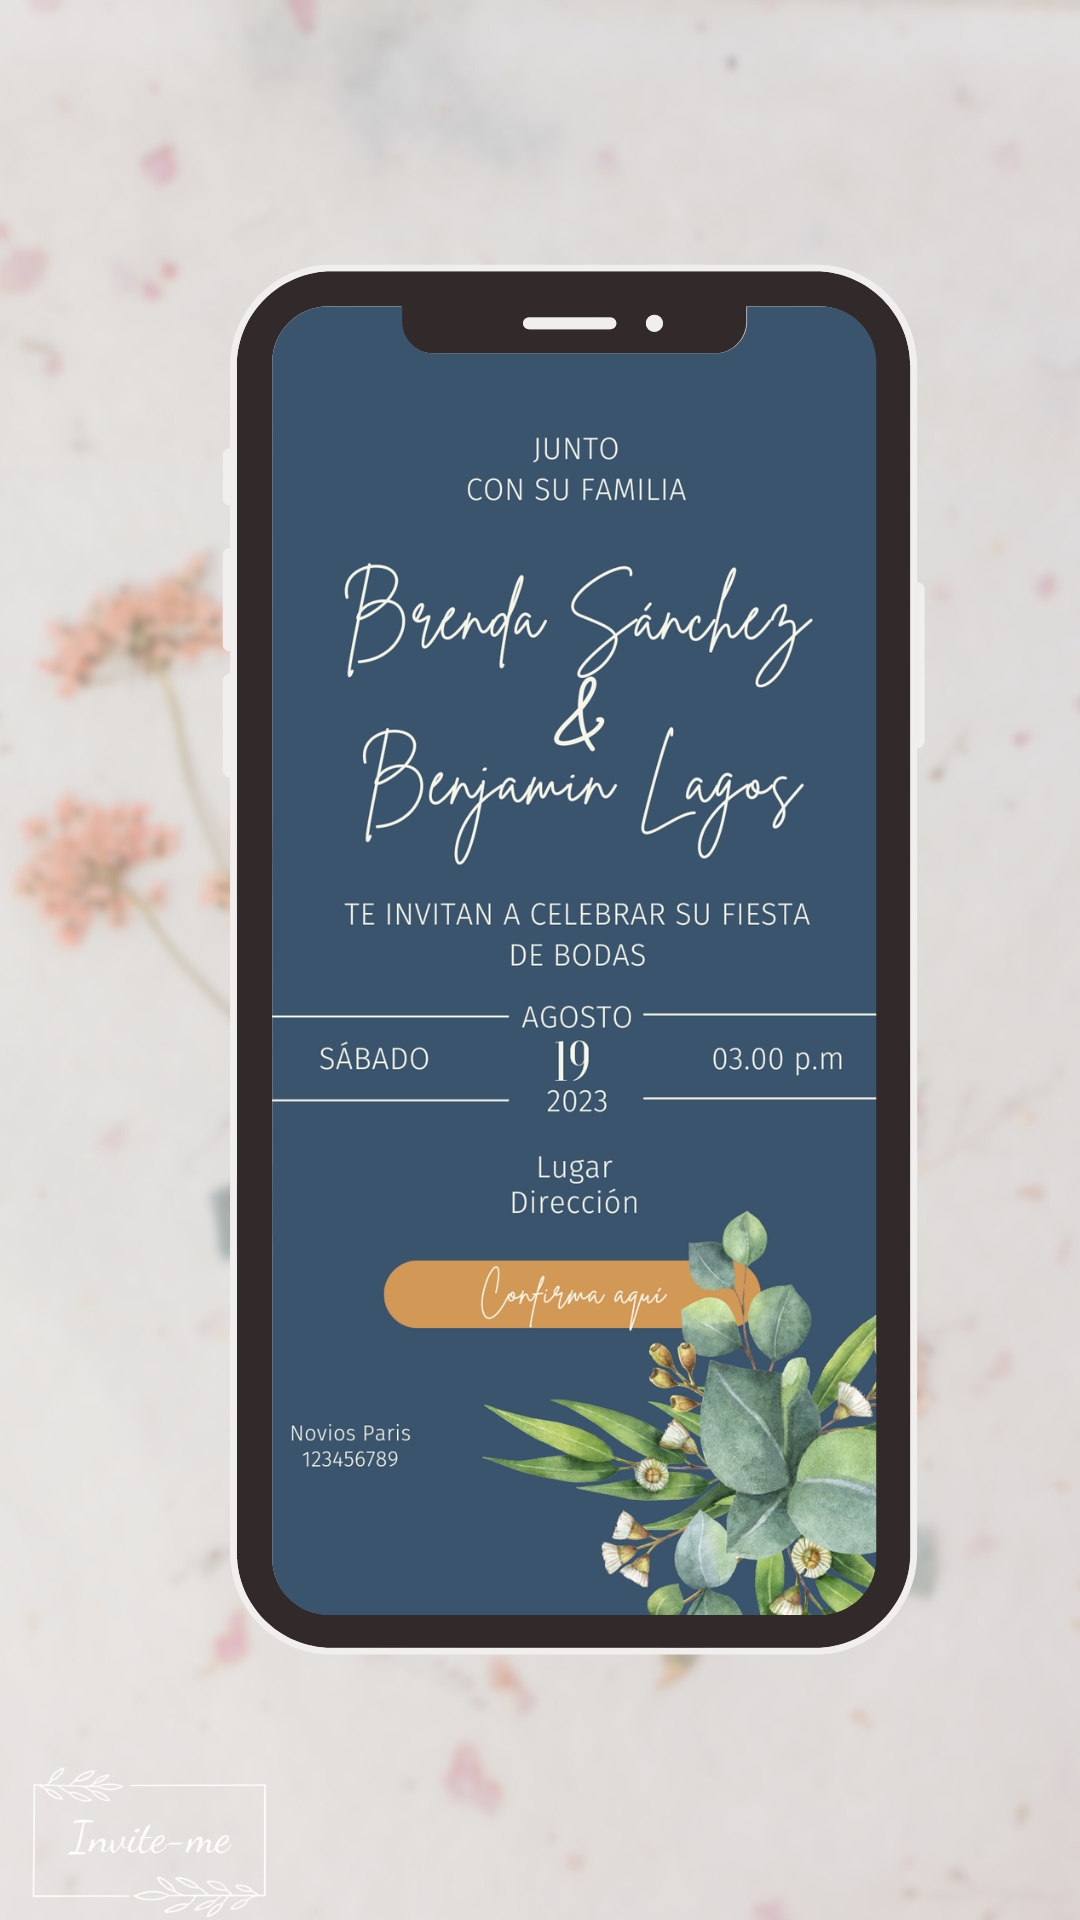 JUNTO
CON SU FAMILIA
Brenda Sánchez
&
Benjamin Lagos
TE INVITAN A CELEBRAR SU FIESTA
DE BODAS
AGOSTO
SÁBADO 19 03.00 p.m
2023
Lugar
Dirección
Confirma aquí
Novios Paris
123456789
Invite-me